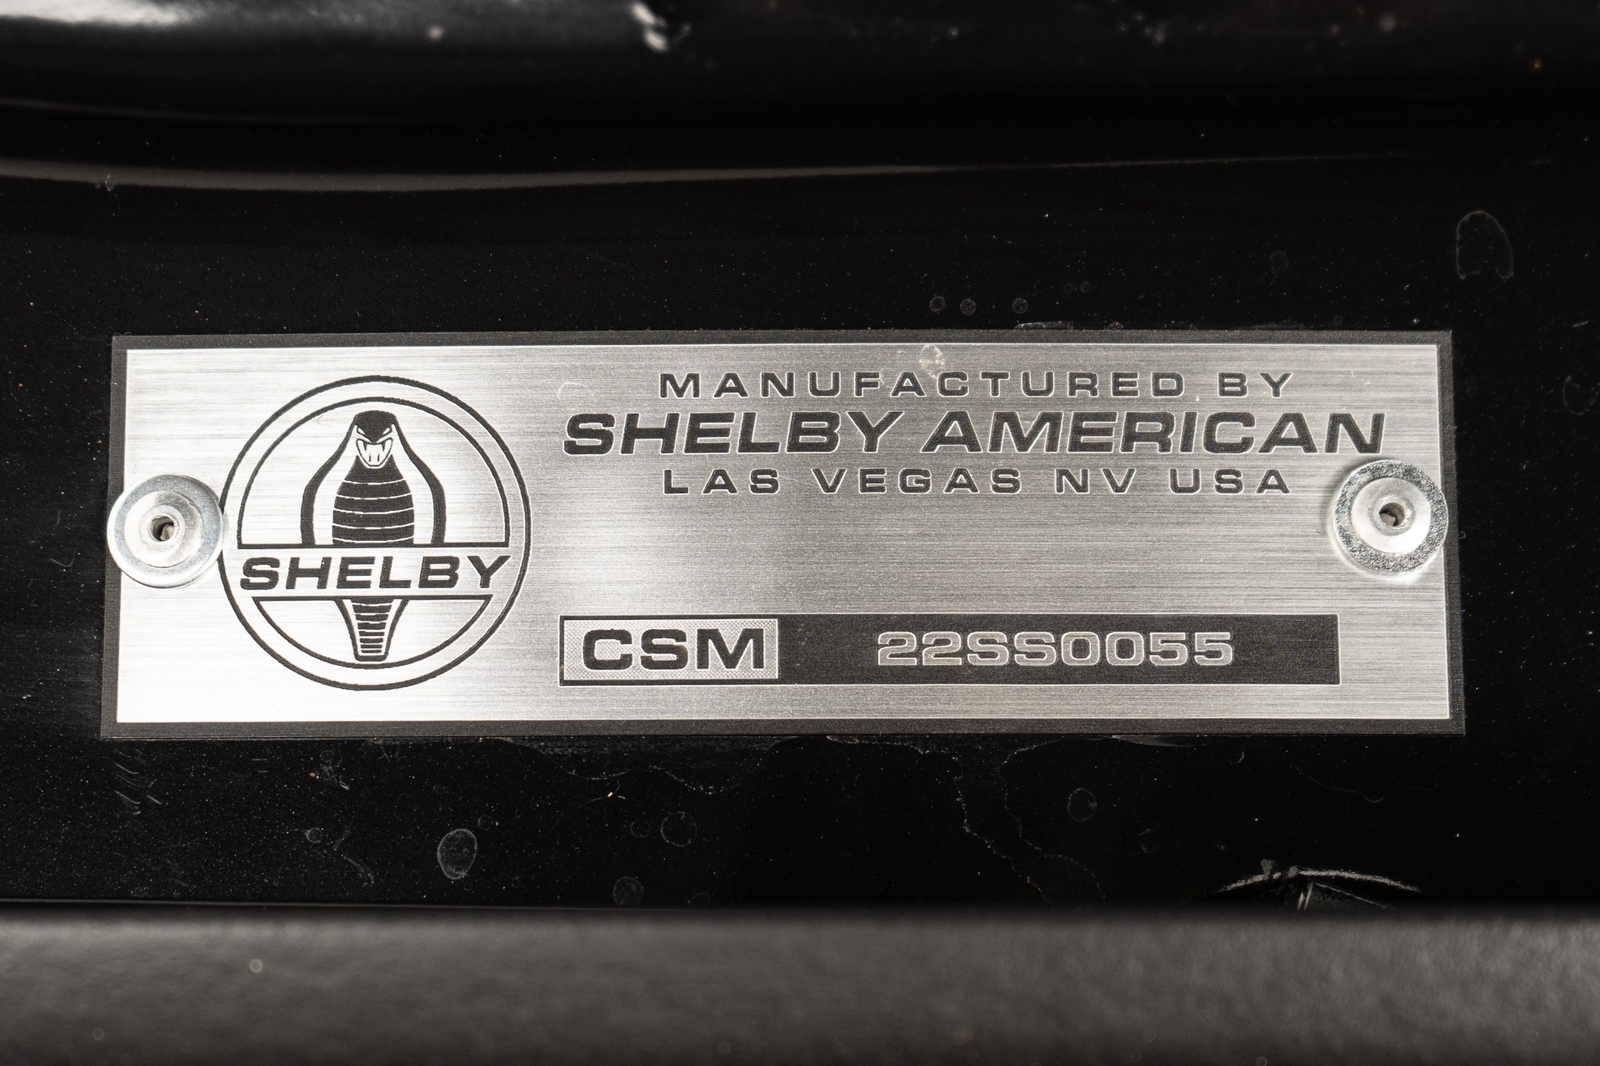 MANUFACTURED BY
SHELBY AMERICAN
LAS VEGAS NV USA
SHELBY
CSM 22SS0055